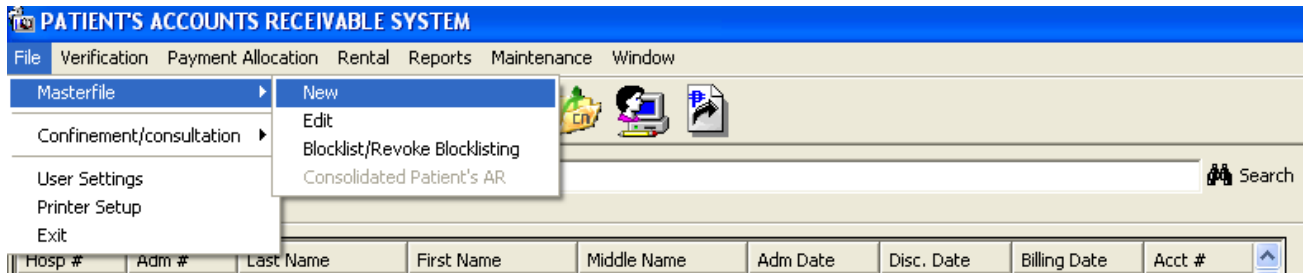 PATIENT'S ACCOUNTS RECEIVABLE SYSTEM
File Verification Payment Allocation Rental Reports Maintenance Window
Masterfile
Confinement/consultation
User Settings
Printer Setup
Exit
New
Edit
Blocklist/Revoke Blocklisting
Consolidated Patient's AR
CN
₱
Search
Hosp # Adm # Last Name First Name Middle Name Adm Date Disc. Date Billing Date Acct #